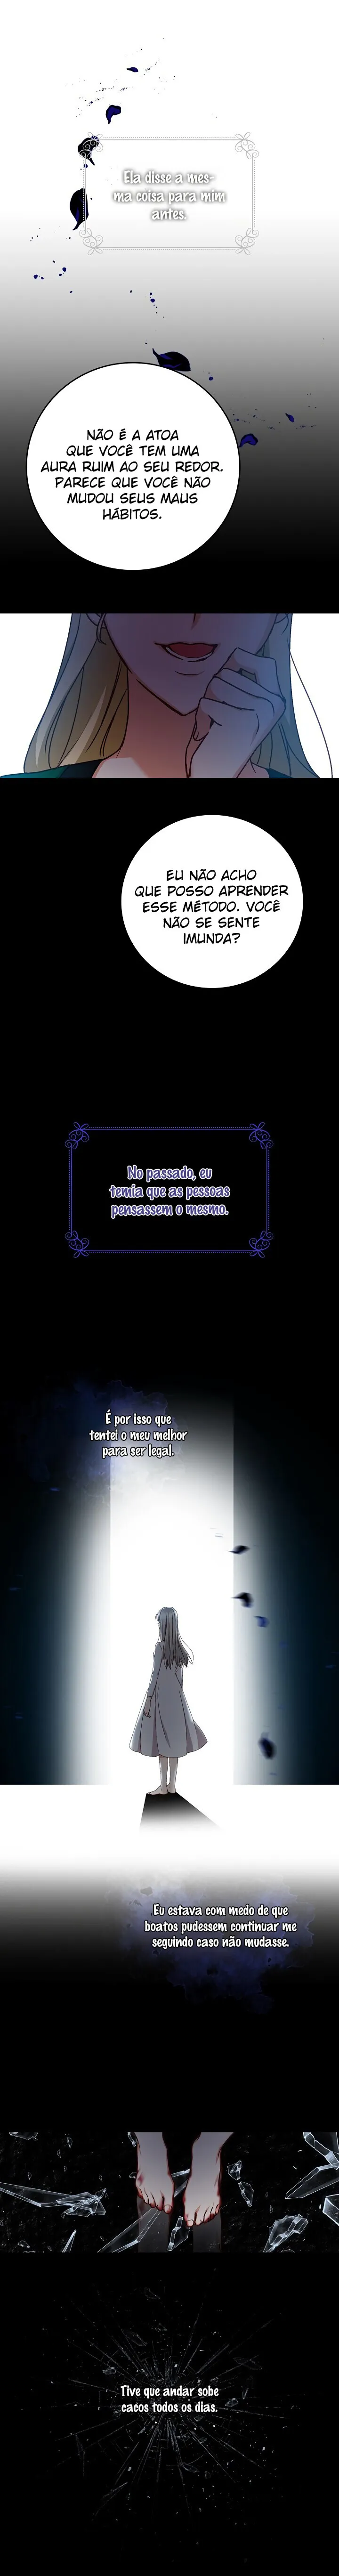 Ela disse a mes-
ma coisa para mim
antes.
NÃO É A ATOA
QUE VOCÊ TEM UMA
AURA RUIM AO SEU REDOR.
PARECE QUE VOCÊ NÃO
MUDOU SEUS MAUS
HÁBITOS.
EU NÃO ACHO
QUE POSSO APRENDER
ESSE MÉTODO. VOCÊ
NÃO SE SENTE
IMUNDA?
No passado, eu
temia que as pessoas
pensassem o mesmo.
É por isso que
tentei o meu melhor
para ser legal.
Eu estava com medo de que
boatos pudessem continuar me
seguindo caso não mudasse.
Tive que andar sobe
cacos todos os dias.